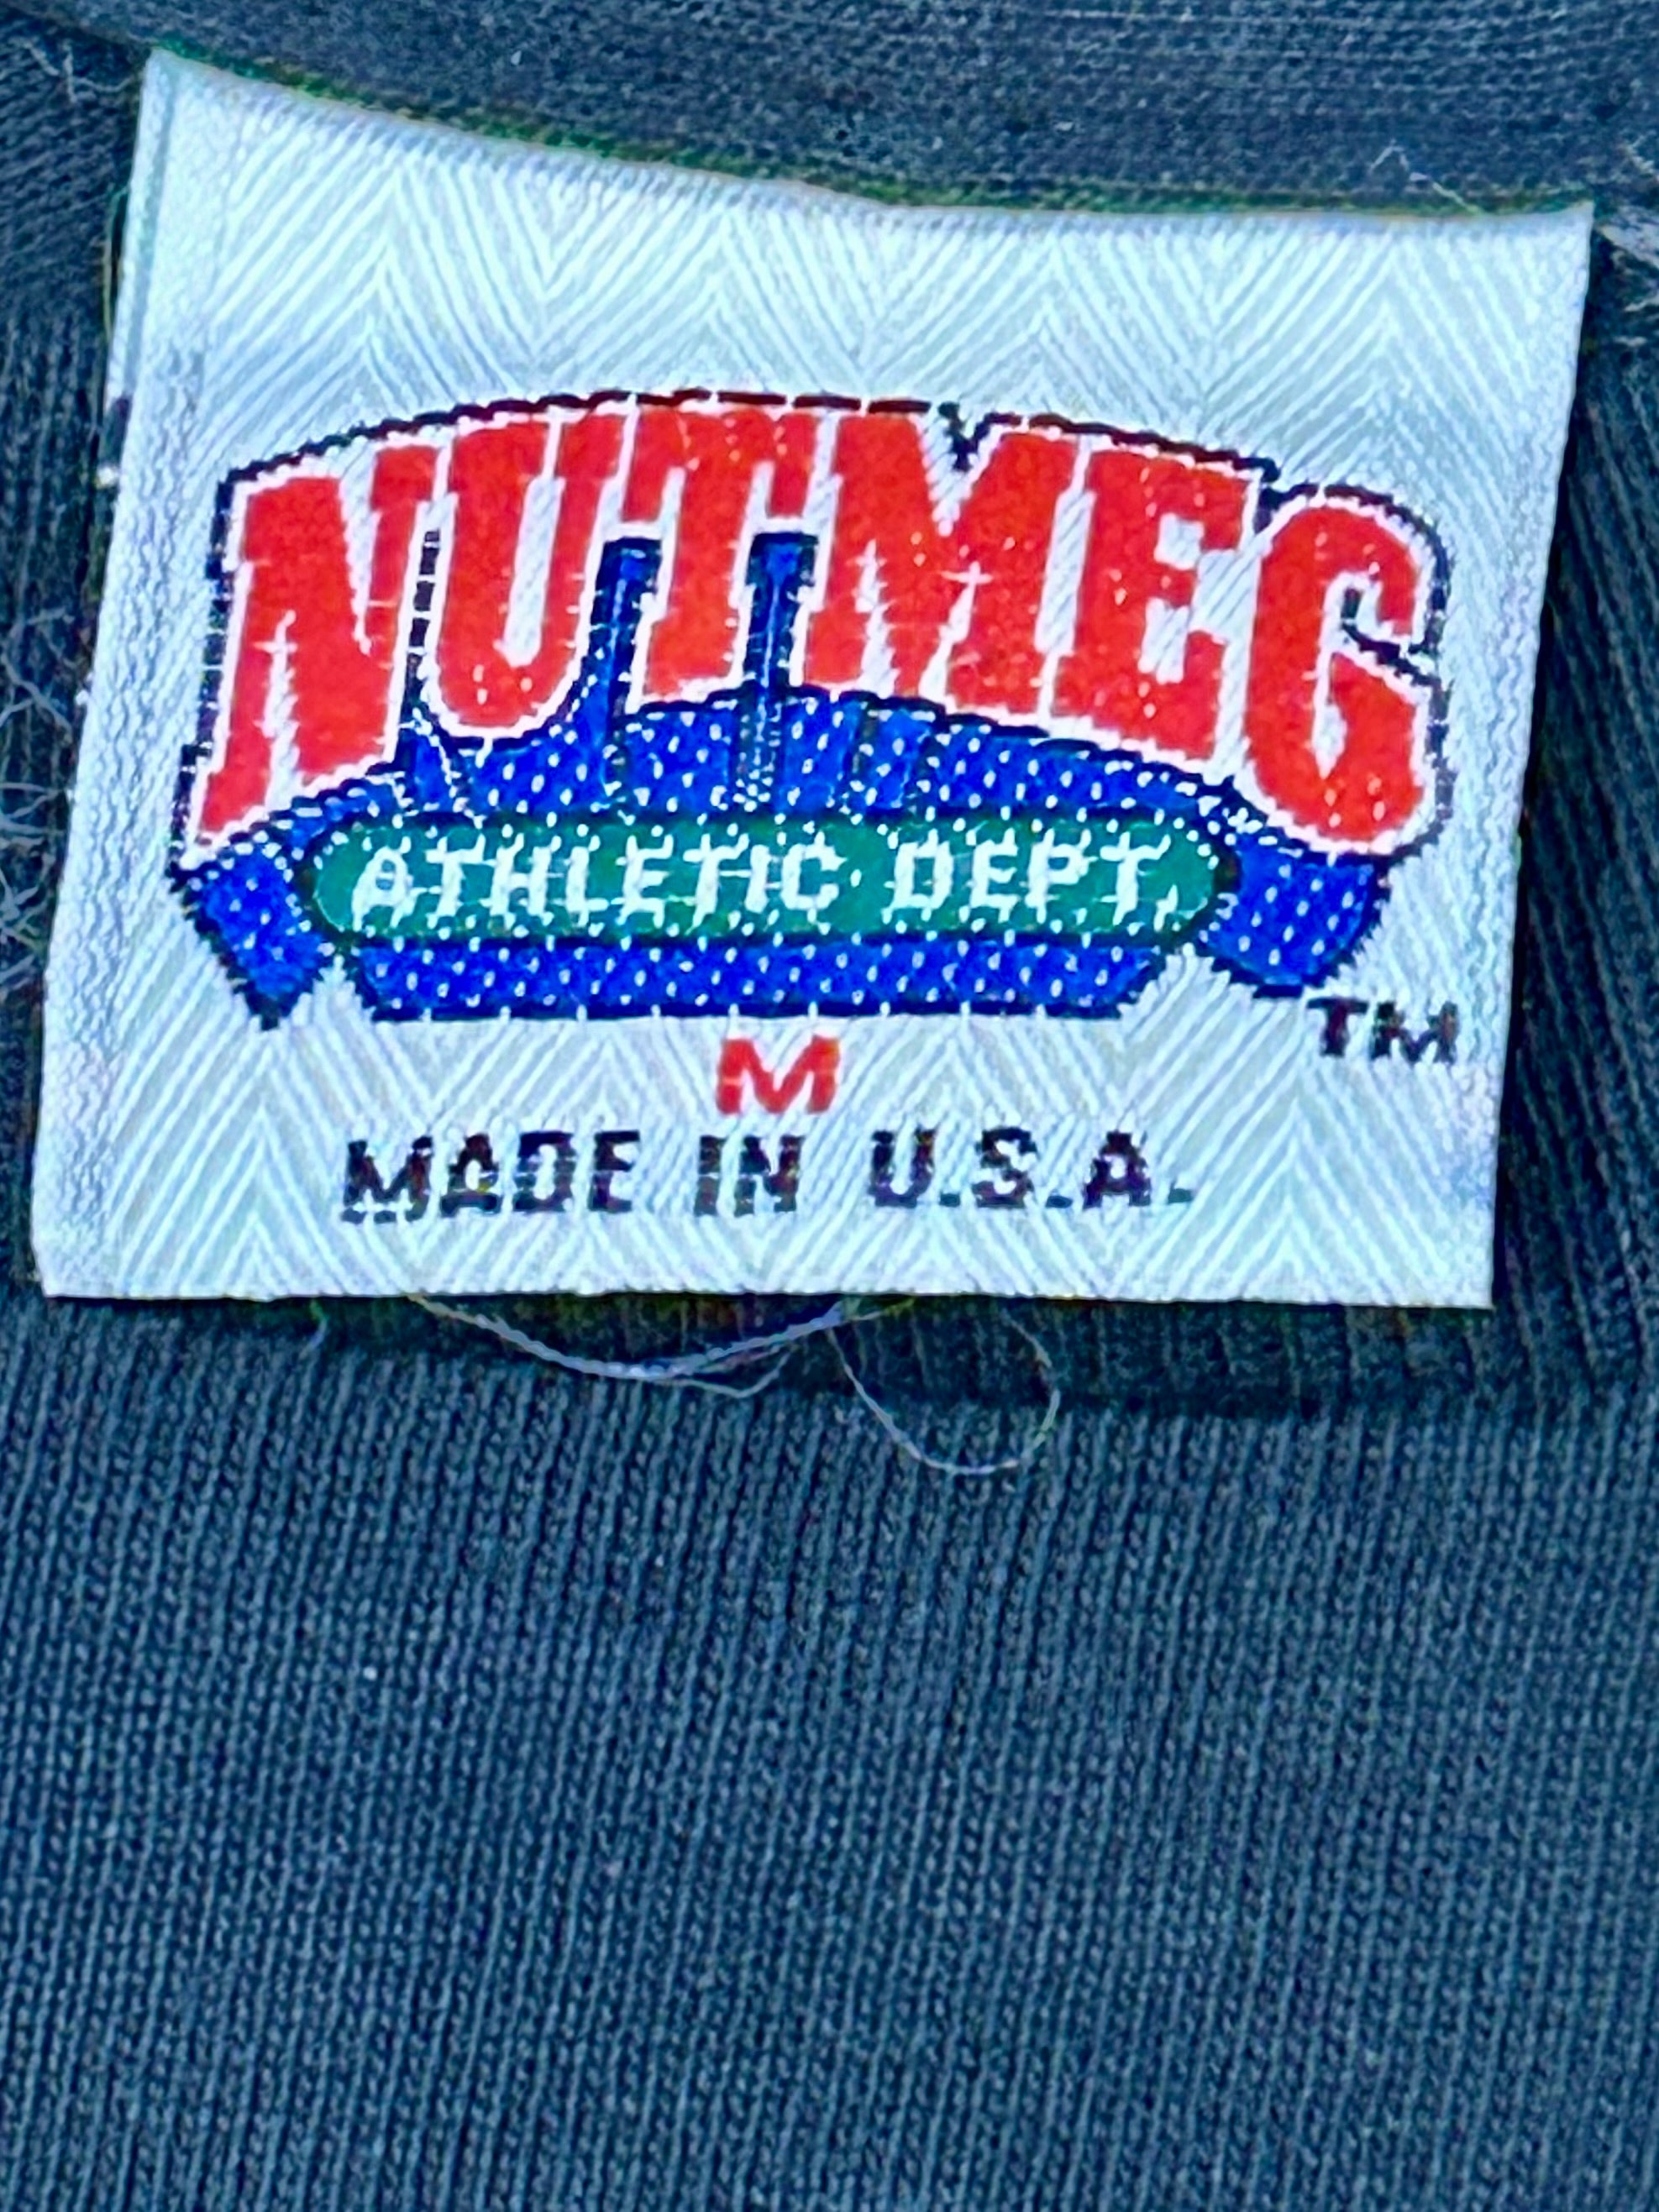 NUTMEG
ATHLETIC DEPT.
TM
M
MADE IN U.S.A.